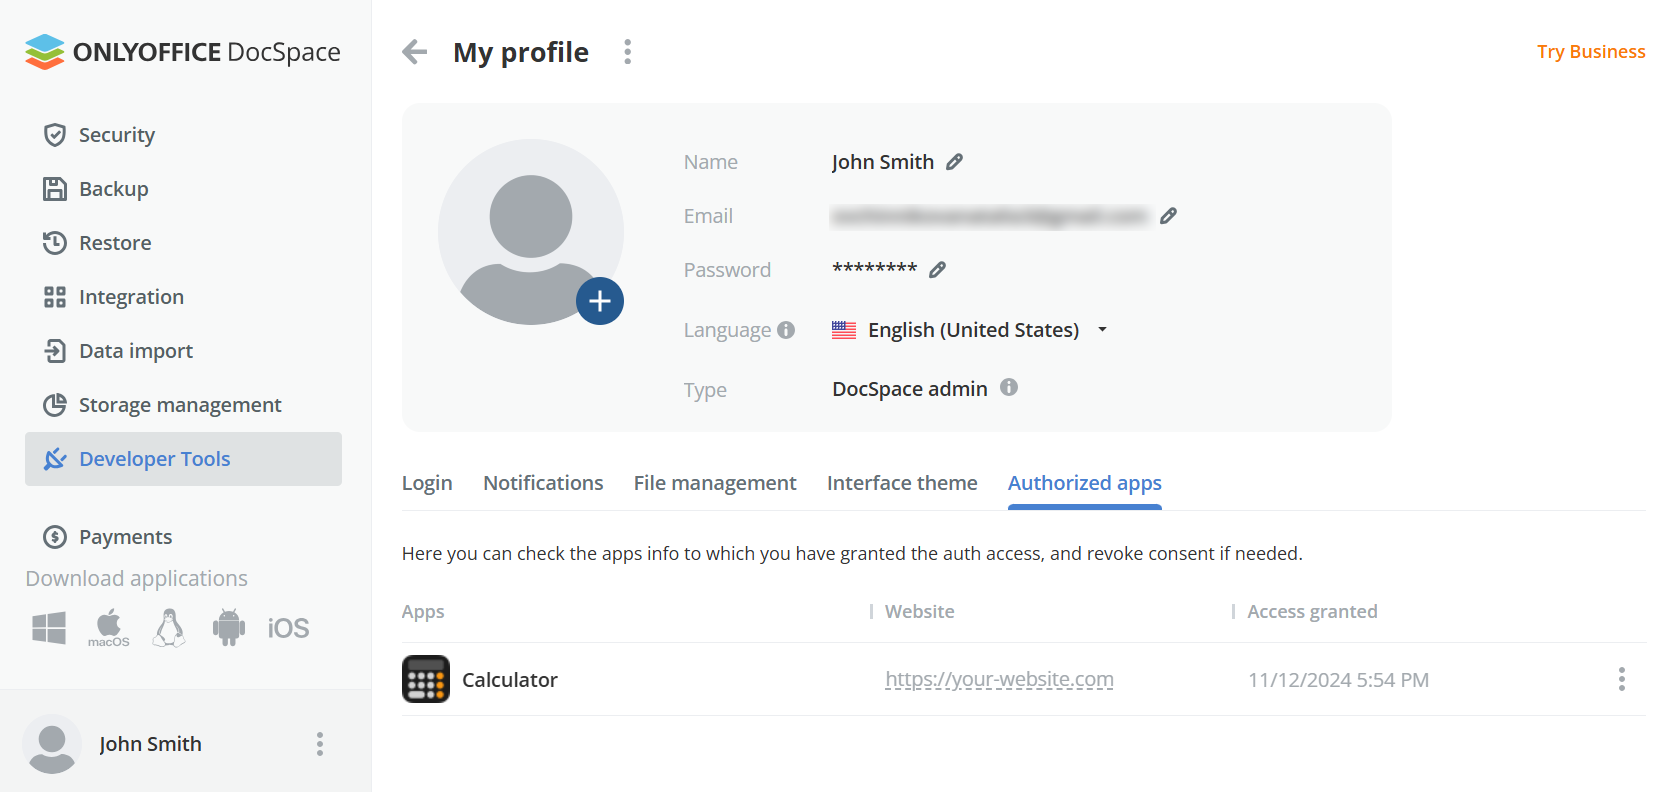 ONLYOFFICE DocSpace
Security
Backup
Restore
Integration
Data import
Storage management
Developer Tools
Payments
Download applications
macOS
iOS
John Smith
My profile
Try Business
Name John Smith
Email
Password ********
Language English (United States)
Type DocSpace admin
Login Notifications File management Interface theme Authorized apps
Here you can check the apps info to which you have granted the auth access, and revoke consent if needed.
Apps Website Access granted
Calculator https://your-website.com 11/12/2024 5:54 PM